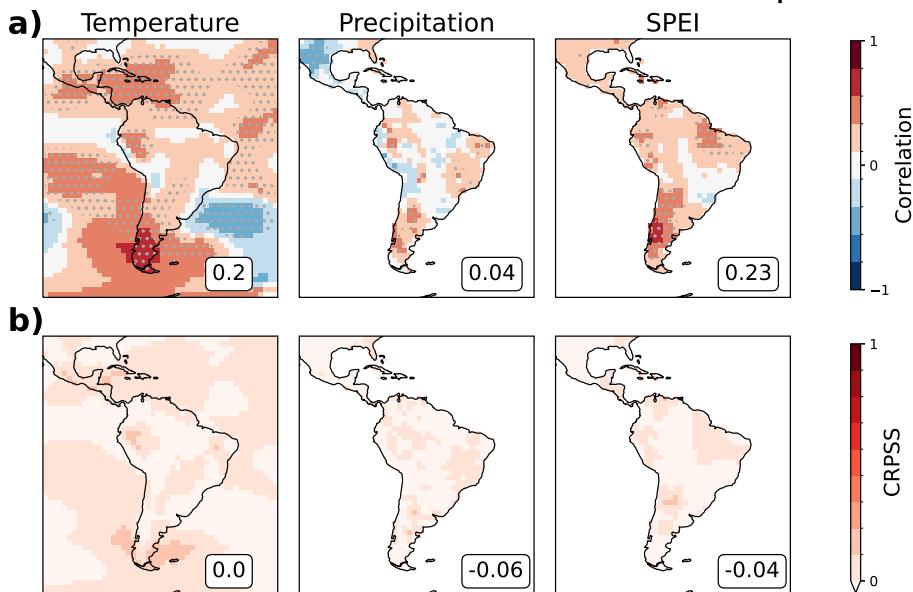 a)
Temperature
Precipitation
SPEI
0.2
0.04
0.23
1
0
−1
Correlation
b)
0.0
-0.06
-0.04
1
0
CRPSS